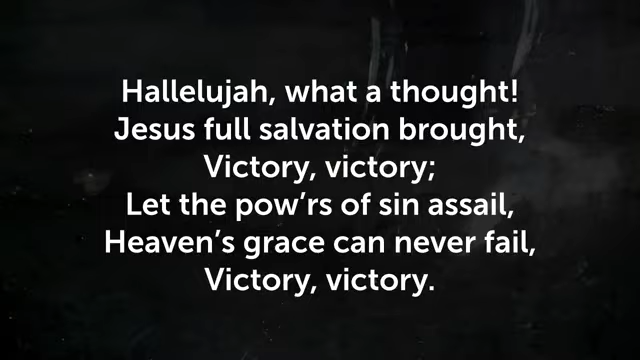 Hallelujah, what a thought!
Jesus full salvation brought,
Victory, victory;
Let the pow’rs of sin assail,
Heaven’s grace can never fail,
Victory, victory.